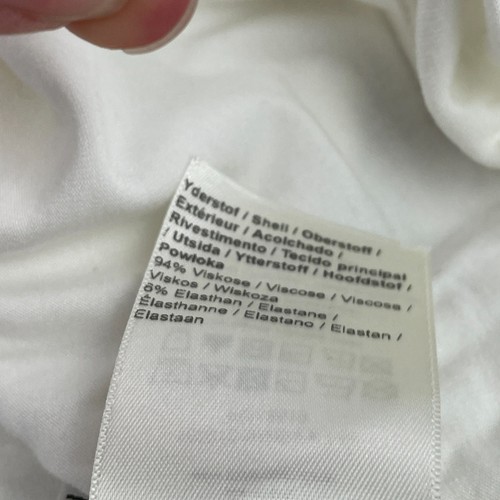 Yderstof / Shell / Oberstoff /
Extérieur / Acolchado /
Rivestimento / Tecido principal
/ Utsida / Ytterstoff / Hoofdstof /
Powłoka
94% Viskose / Viscose / Viscosa /
Viskos / Wiskoza
6% Elasthan / Elastane /
Élasthanne / Elastano / Elastan /
Elastaan